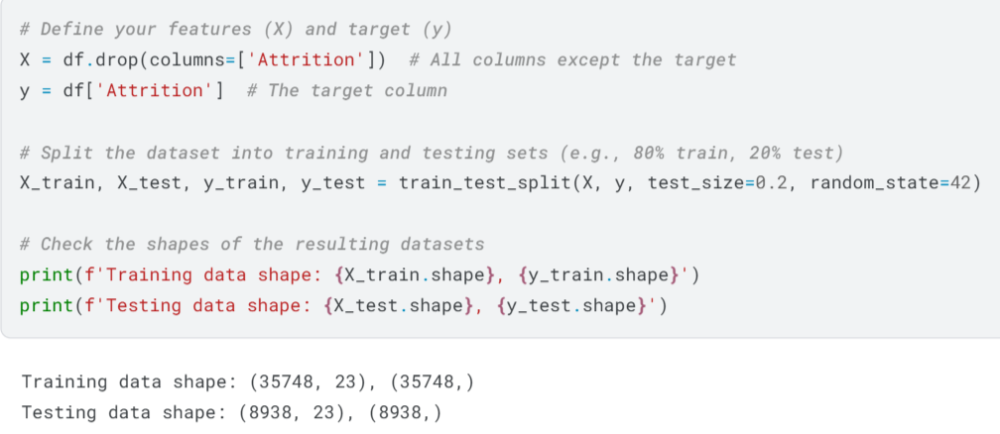 # Define your features (X) and target (y)
X = df.drop(columns=['Attrition'])  # All columns except the target
y = df['Attrition']  # The target column
# Split the dataset into training and testing sets (e.g., 80% train, 20% test)
X_train, X_test, y_train, y_test = train_test_split(X, y, test_size=0.2, random_state=42)
# Check the shapes of the resulting datasets
print(f'Training data shape: {X_train.shape}, {y_train.shape}')
print(f'Testing data shape: {X_test.shape}, {y_test.shape}')
Training data shape: (35748, 23), (35748,)
Testing data shape: (8938, 23), (8938,)